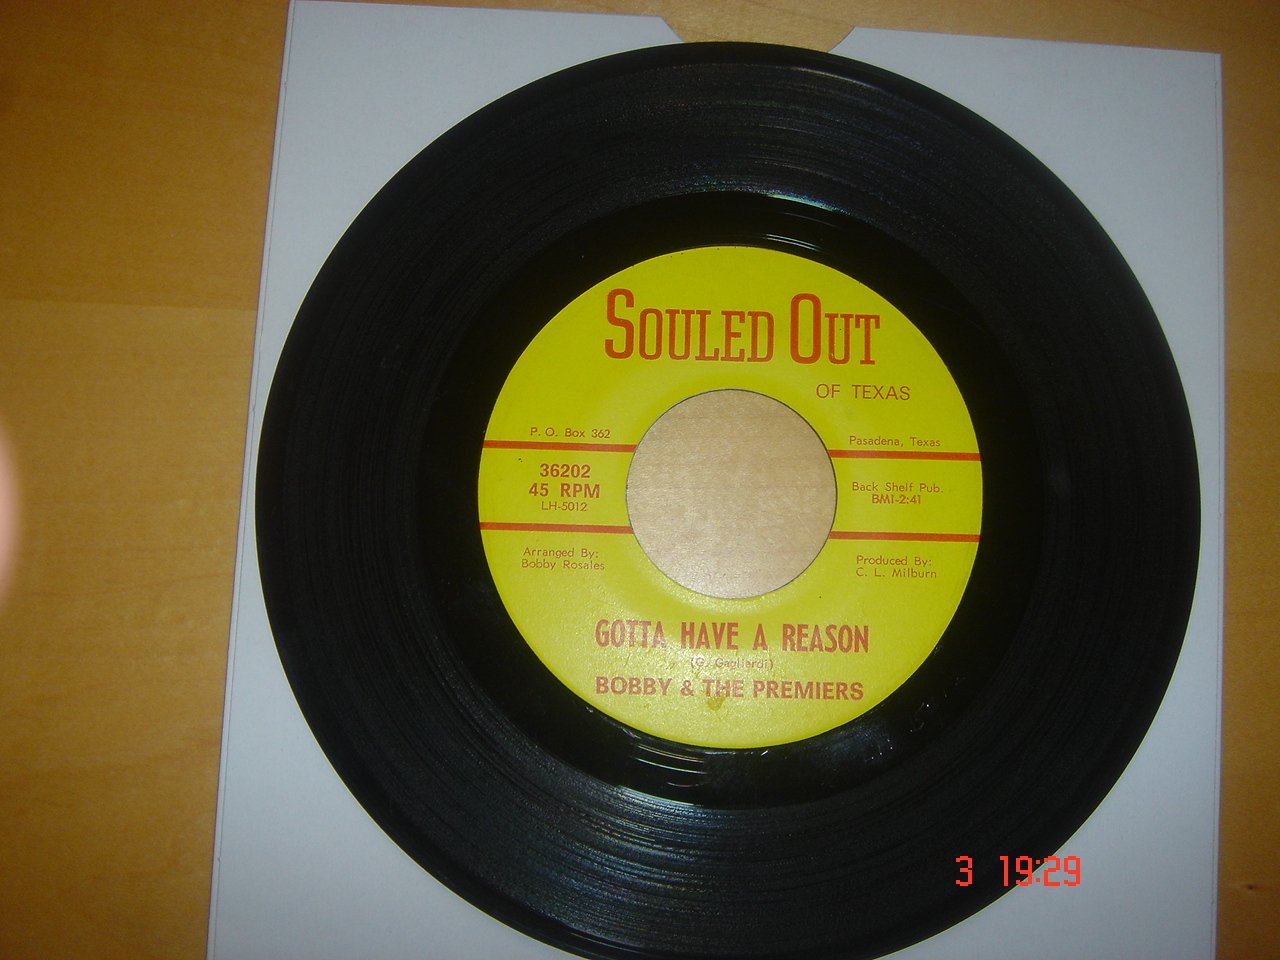 SOULED OUT
OF TEXAS
P. O. Box 362
Pasadena, Texas
36202
45 RPM
LH-5012
Back Shelf Pub.
BMI-2:41
Arranged By:
Bobby Rosales
Produced By:
C. L. Milburn
GOTTA HAVE A REASON
(G. Gagliardi)
BOBBY & THE PREMIERS
3 19:29